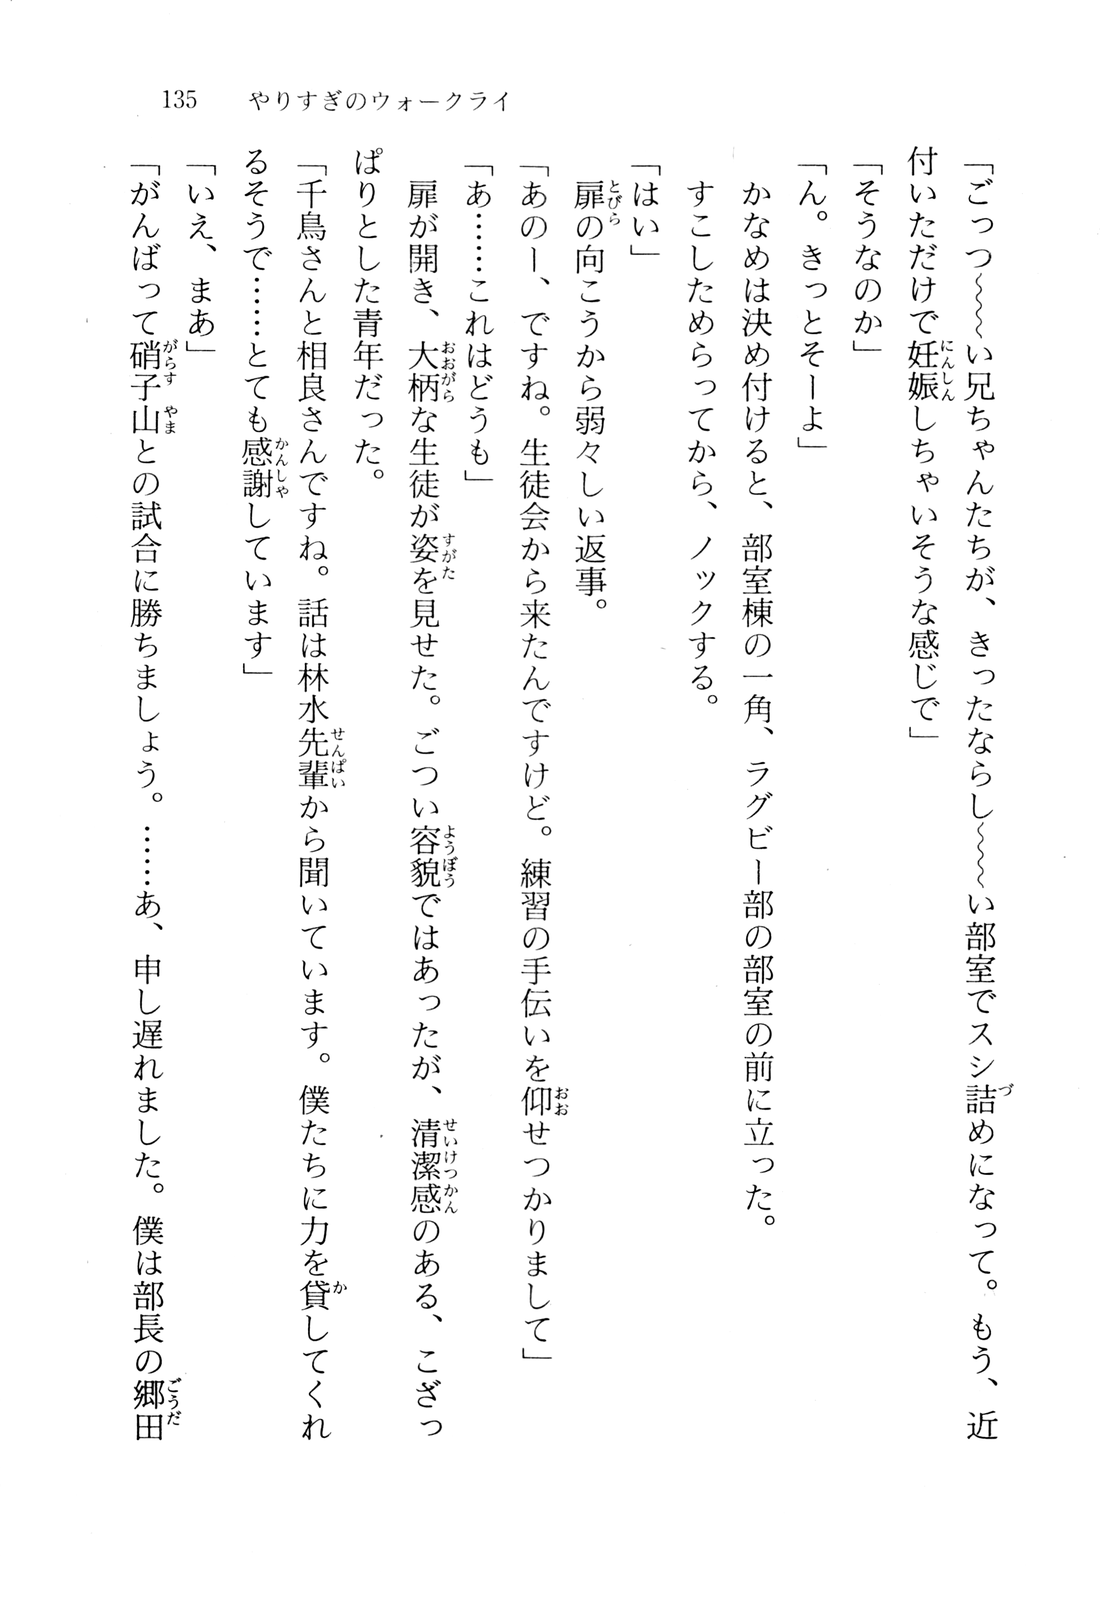 135　やりすぎのウォークライ
「ごっつ〜〜〜い兄ちゃんたちが、きったならし〜〜〜い部室でスシ詰めになって。もう、近
付いただけで妊娠しちゃいそうな感じで」
「そうなのか」
「ん。きっとそーよ」
　かなめは決め付けると、部室棟の一角、ラグビー部の部室の前に立った。
　すこしためらってから、ノックする。
「はい」
　扉の向こうから弱々しい返事。
「あのー、ですね。生徒会から来たんですけど。練習の手伝いを仰せつかりまして」
「あ……これはどうも」
　扉が開き、大柄な生徒が姿を見せた。ごつい容貌ではあったが、清潔感のある、こざっ
ぱりとした青年だった。
「千鳥さんと相良さんですね。話は林水先輩から聞いています。僕たちに力を貸してくれ
るそうで……とても感謝しています」
「いえ、まあ」
「がんばって硝子山との試合に勝ちましょう。……あ、申し遅れました。僕は部長の郷田